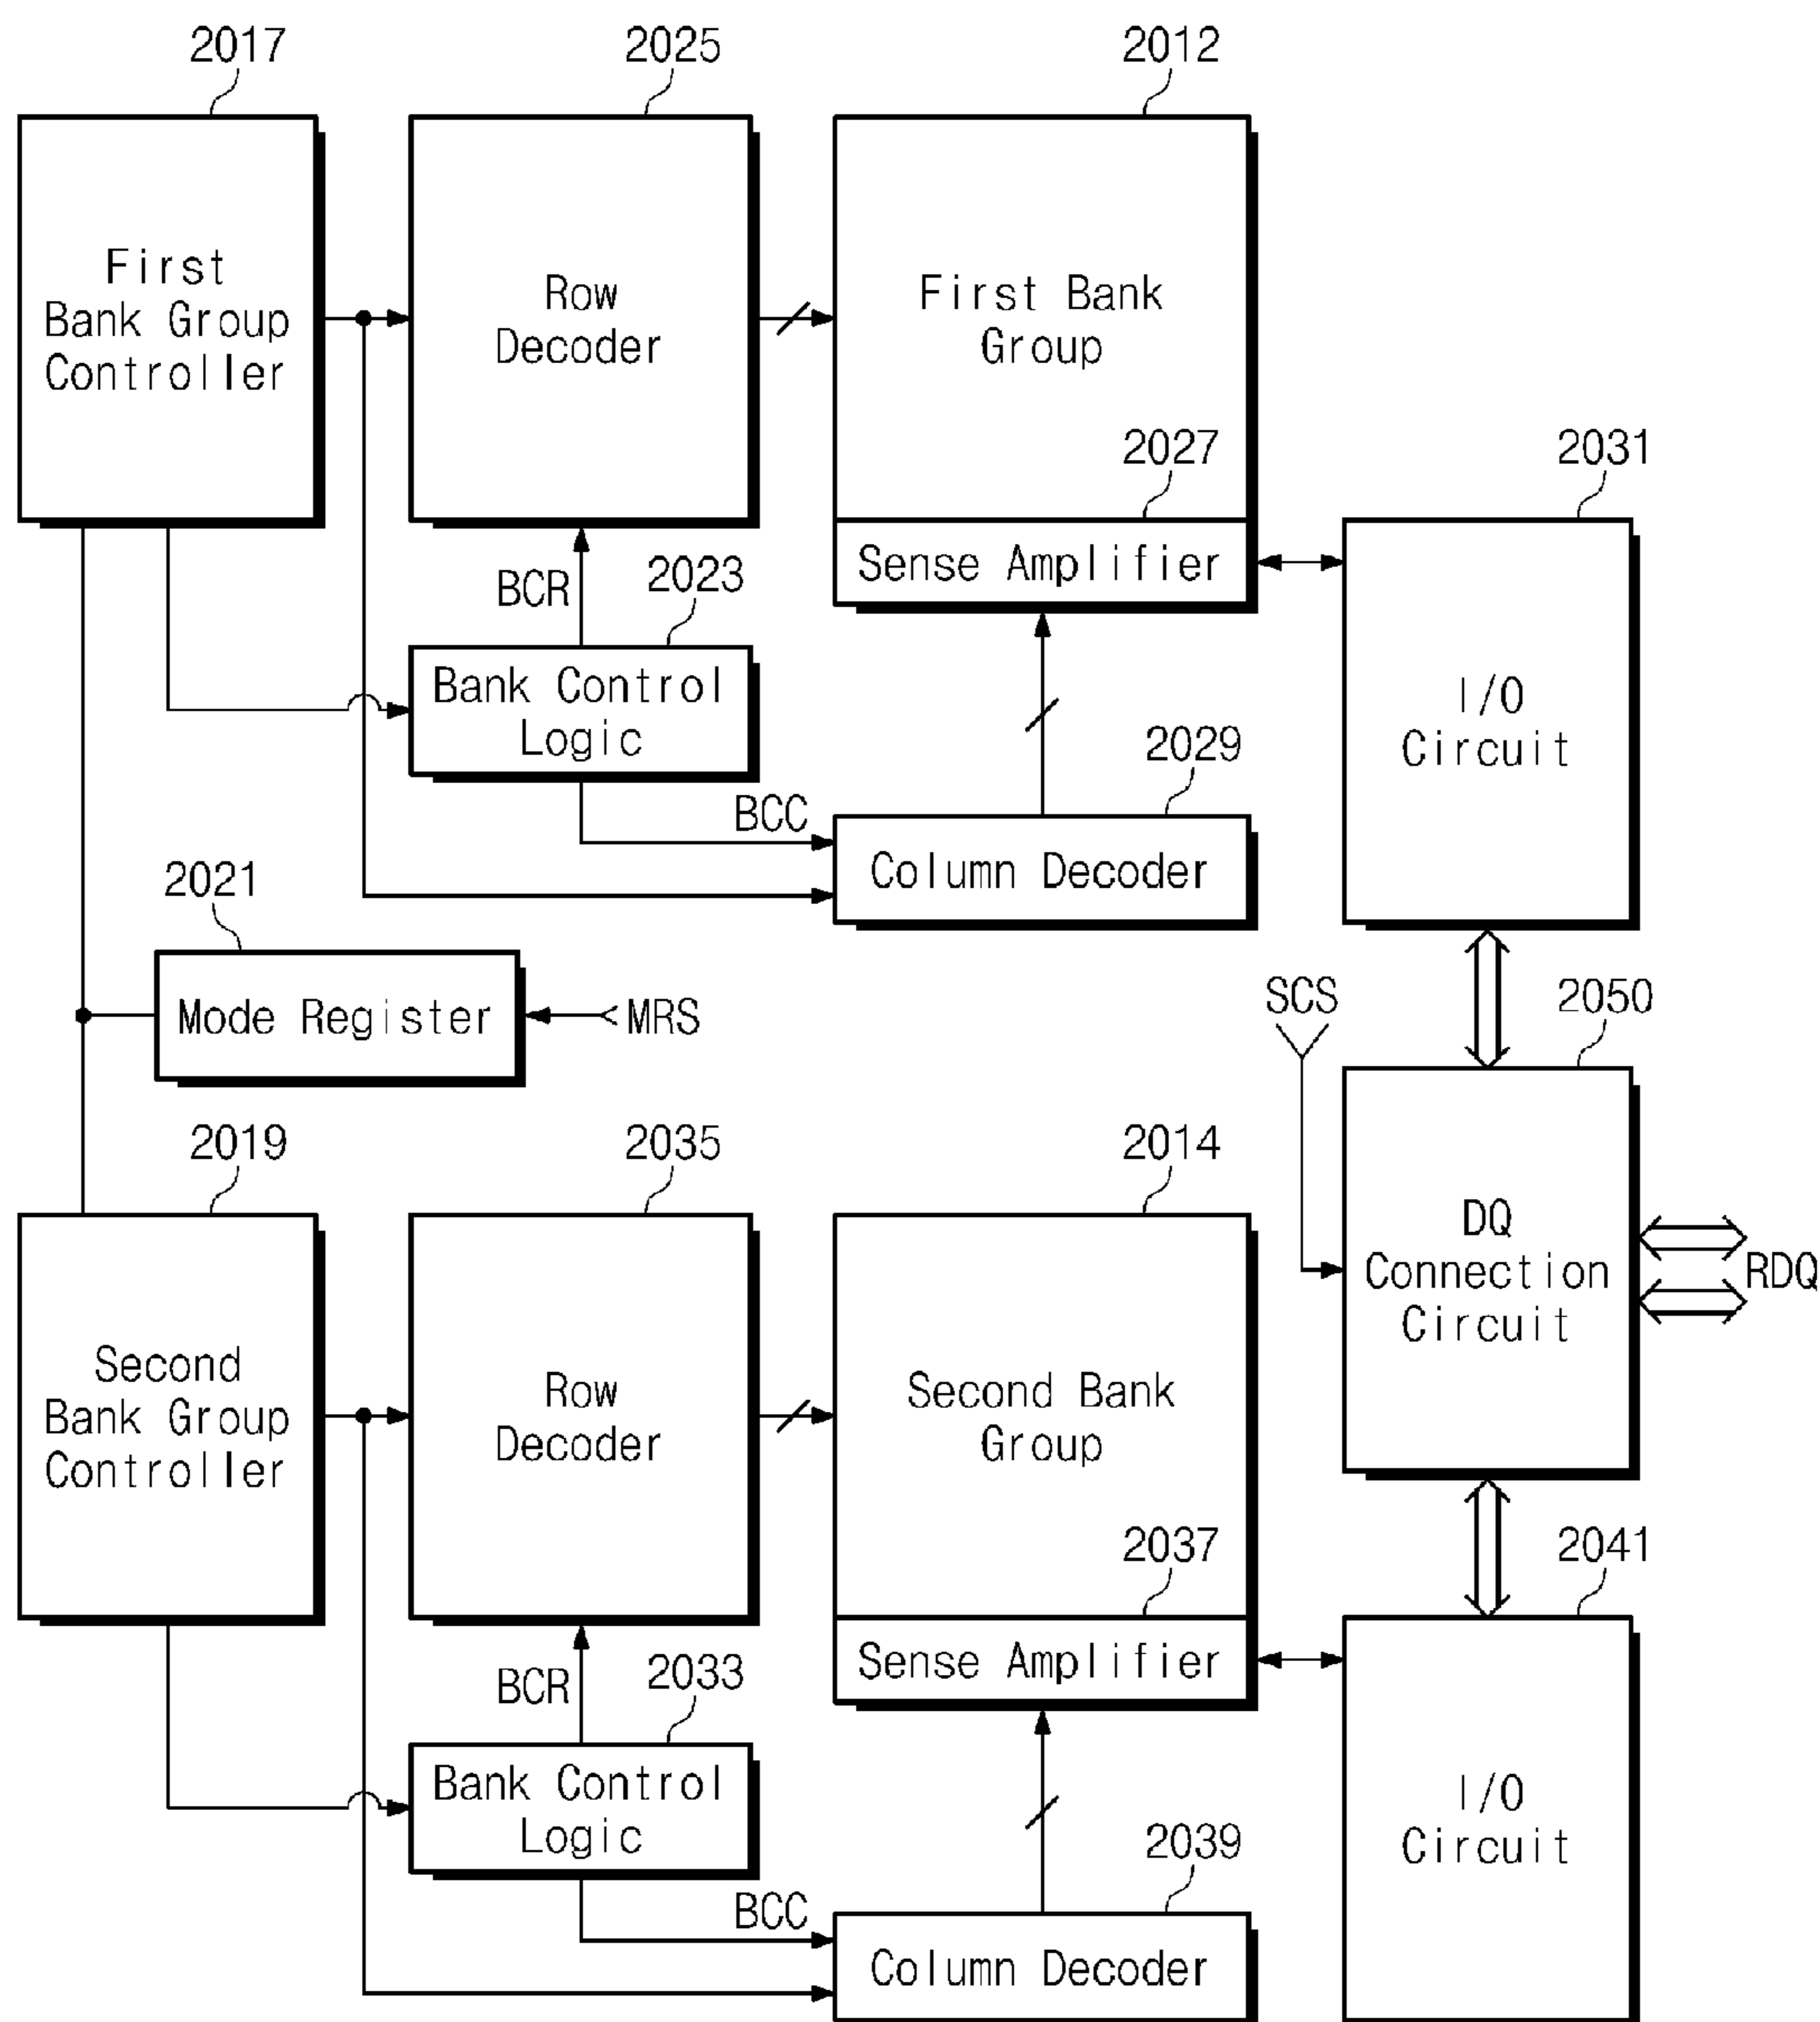 2017
2025
2012
First
Bank Group
Controller
Row
Decoder
First Bank
Group
2027
2031
Sense Amplifier
BCR
2023
Bank Control
Logic
I/O
Circuit
2029
BCC
Column Decoder
2021
Mode Register
MRS
SCS
2050
2019
2035
2014
DQ
Connection
Circuit
RDQ
Second
Bank Group
Controller
Row
Decoder
Second Bank
Group
2037
2041
Sense Amplifier
BCR
2033
Bank Control
Logic
I/O
Circuit
2039
BCC
Column Decoder